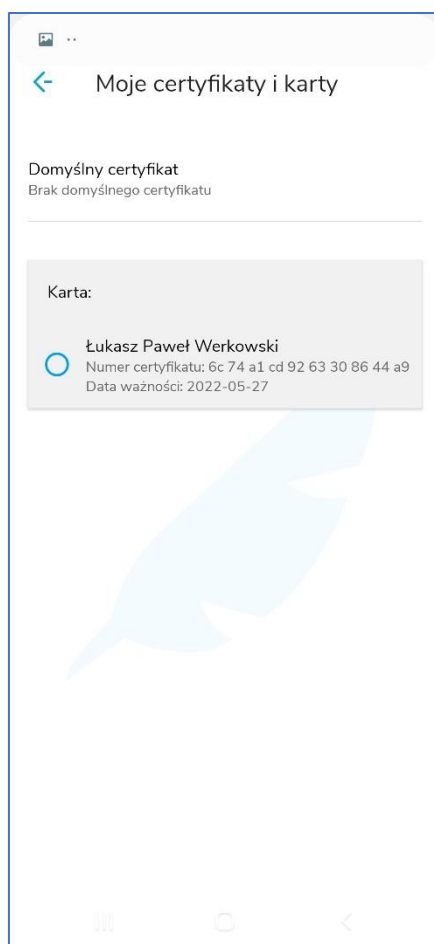 Moje certyfikaty i karty
Domyślny certyfikat
Brak domyślnego certyfikatu
Karta:
Łukasz Paweł Werkowski
Numer certyfikatu: 6c 74 a1 cd 92 63 30 86 44 a9
Data ważności: 2022-05-27